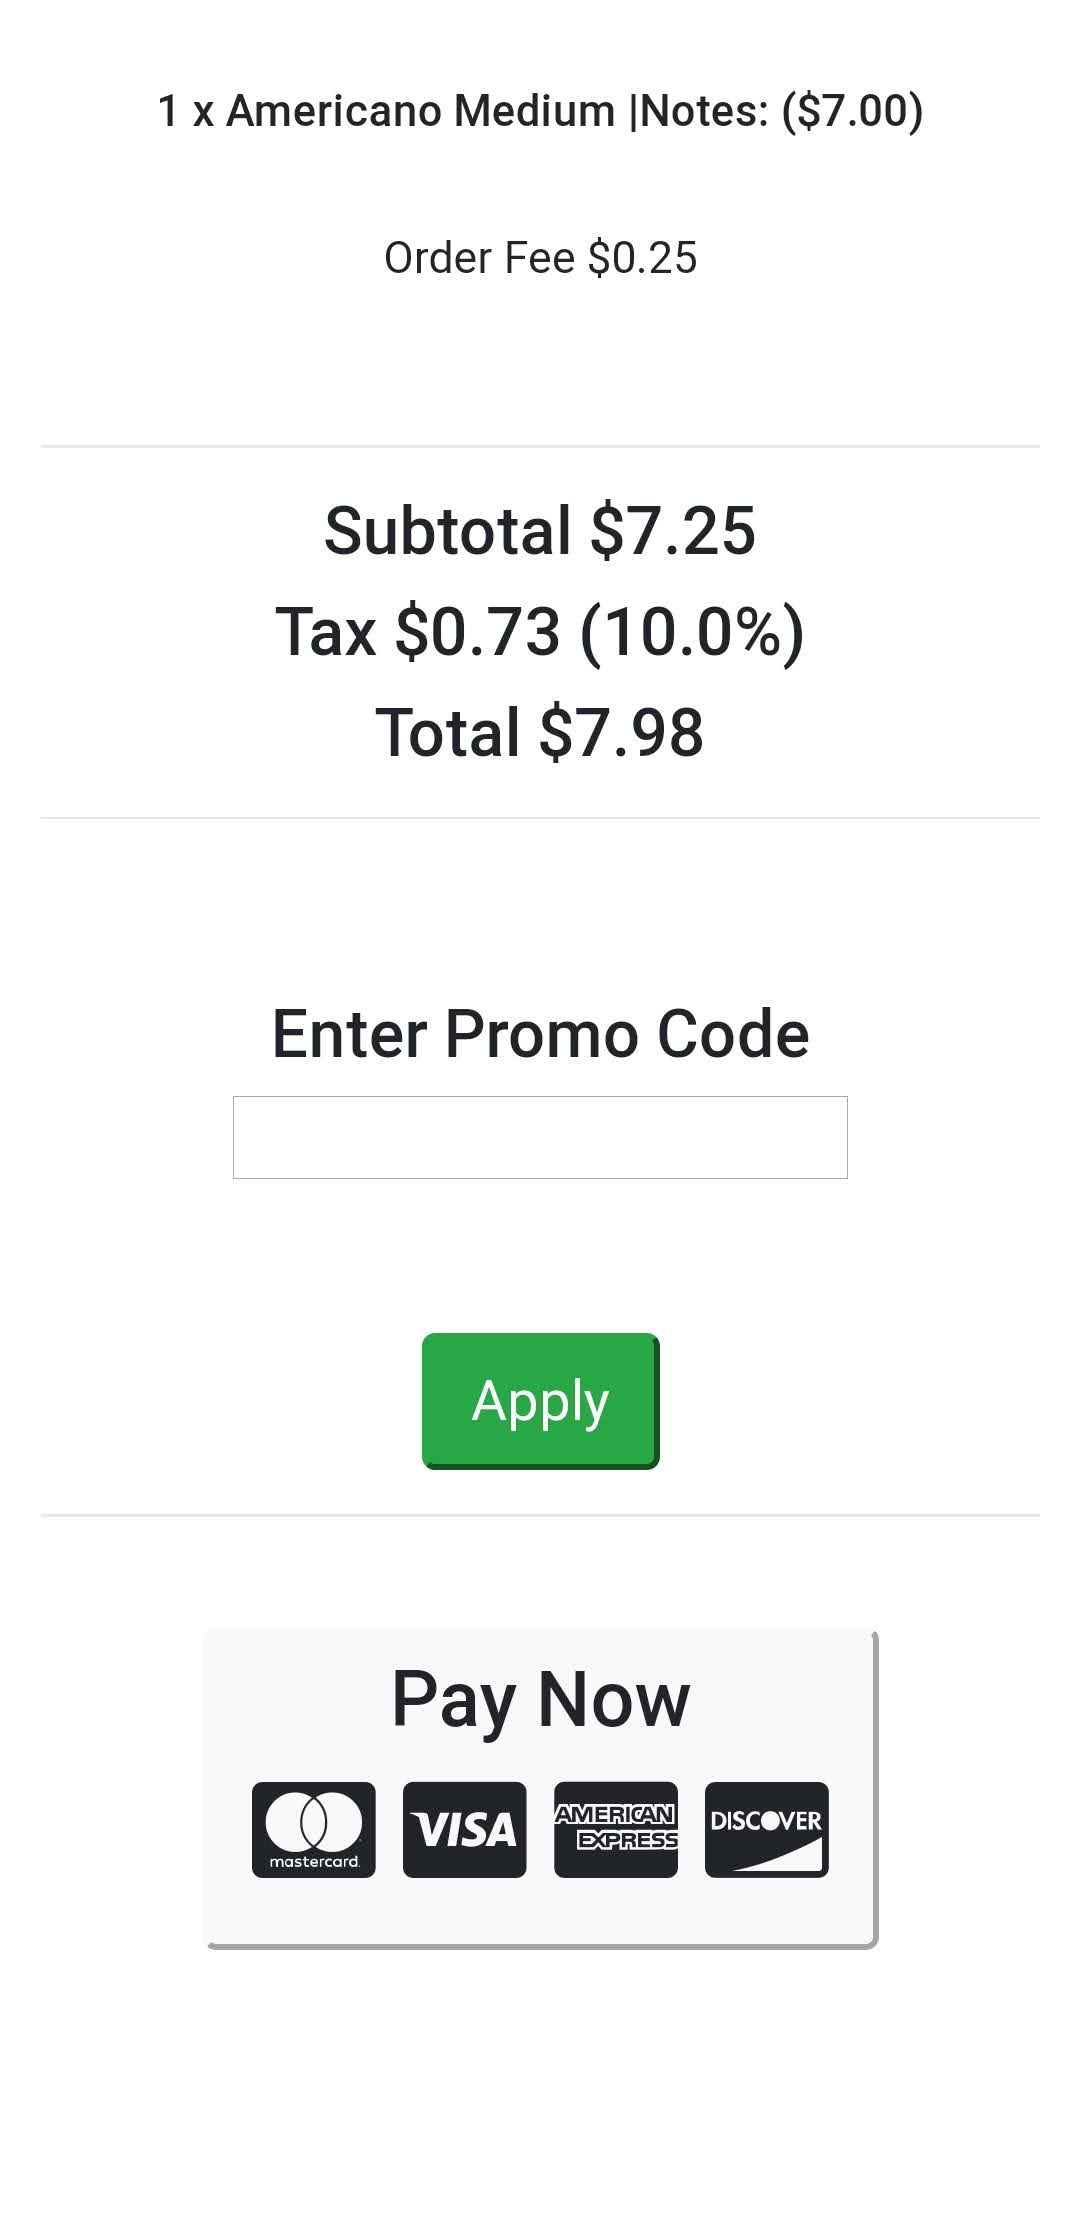 1 x Americano Medium |Notes: ($7.00)
Order Fee $0.25
Subtotal $7.25
Tax $0.73 (10.0%)
Total $7.98
Enter Promo Code
Apply
Pay Now
mastercard. VISA AMERICAN EXPRESS DISCOVER